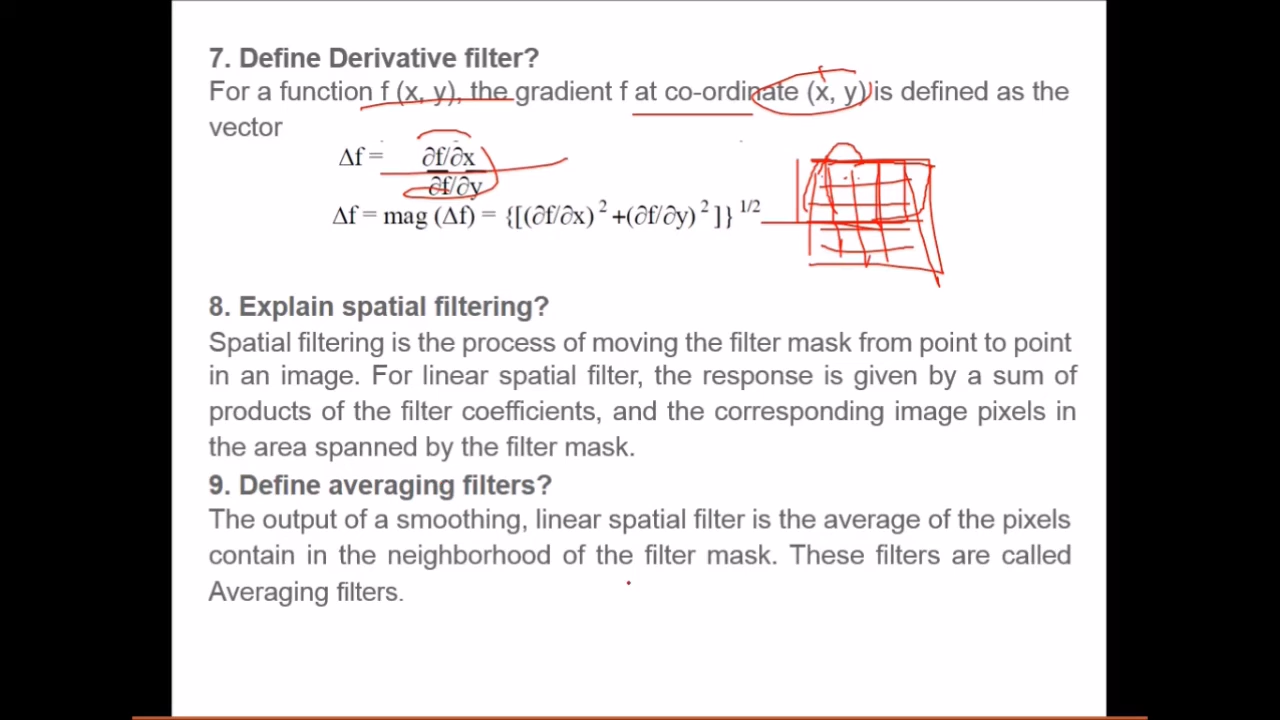 7. Define Derivative filter?
For a function f (x, y), the gradient f at co-ordinate (x, y) is defined as the
vector
Δf = ∂f/∂x
∂f/∂y
Δf = mag (Δf) = {[(∂f/∂x) 2 +(∂f/∂y) 2 ]} 1/2
8. Explain spatial filtering?
Spatial filtering is the process of moving the filter mask from point to point
in an image. For linear spatial filter, the response is given by a sum of
products of the filter coefficients, and the corresponding image pixels in
the area spanned by the filter mask.
9. Define averaging filters?
The output of a smoothing, linear spatial filter is the average of the pixels
contain in the neighborhood of the filter mask. These filters are called
Averaging filters.